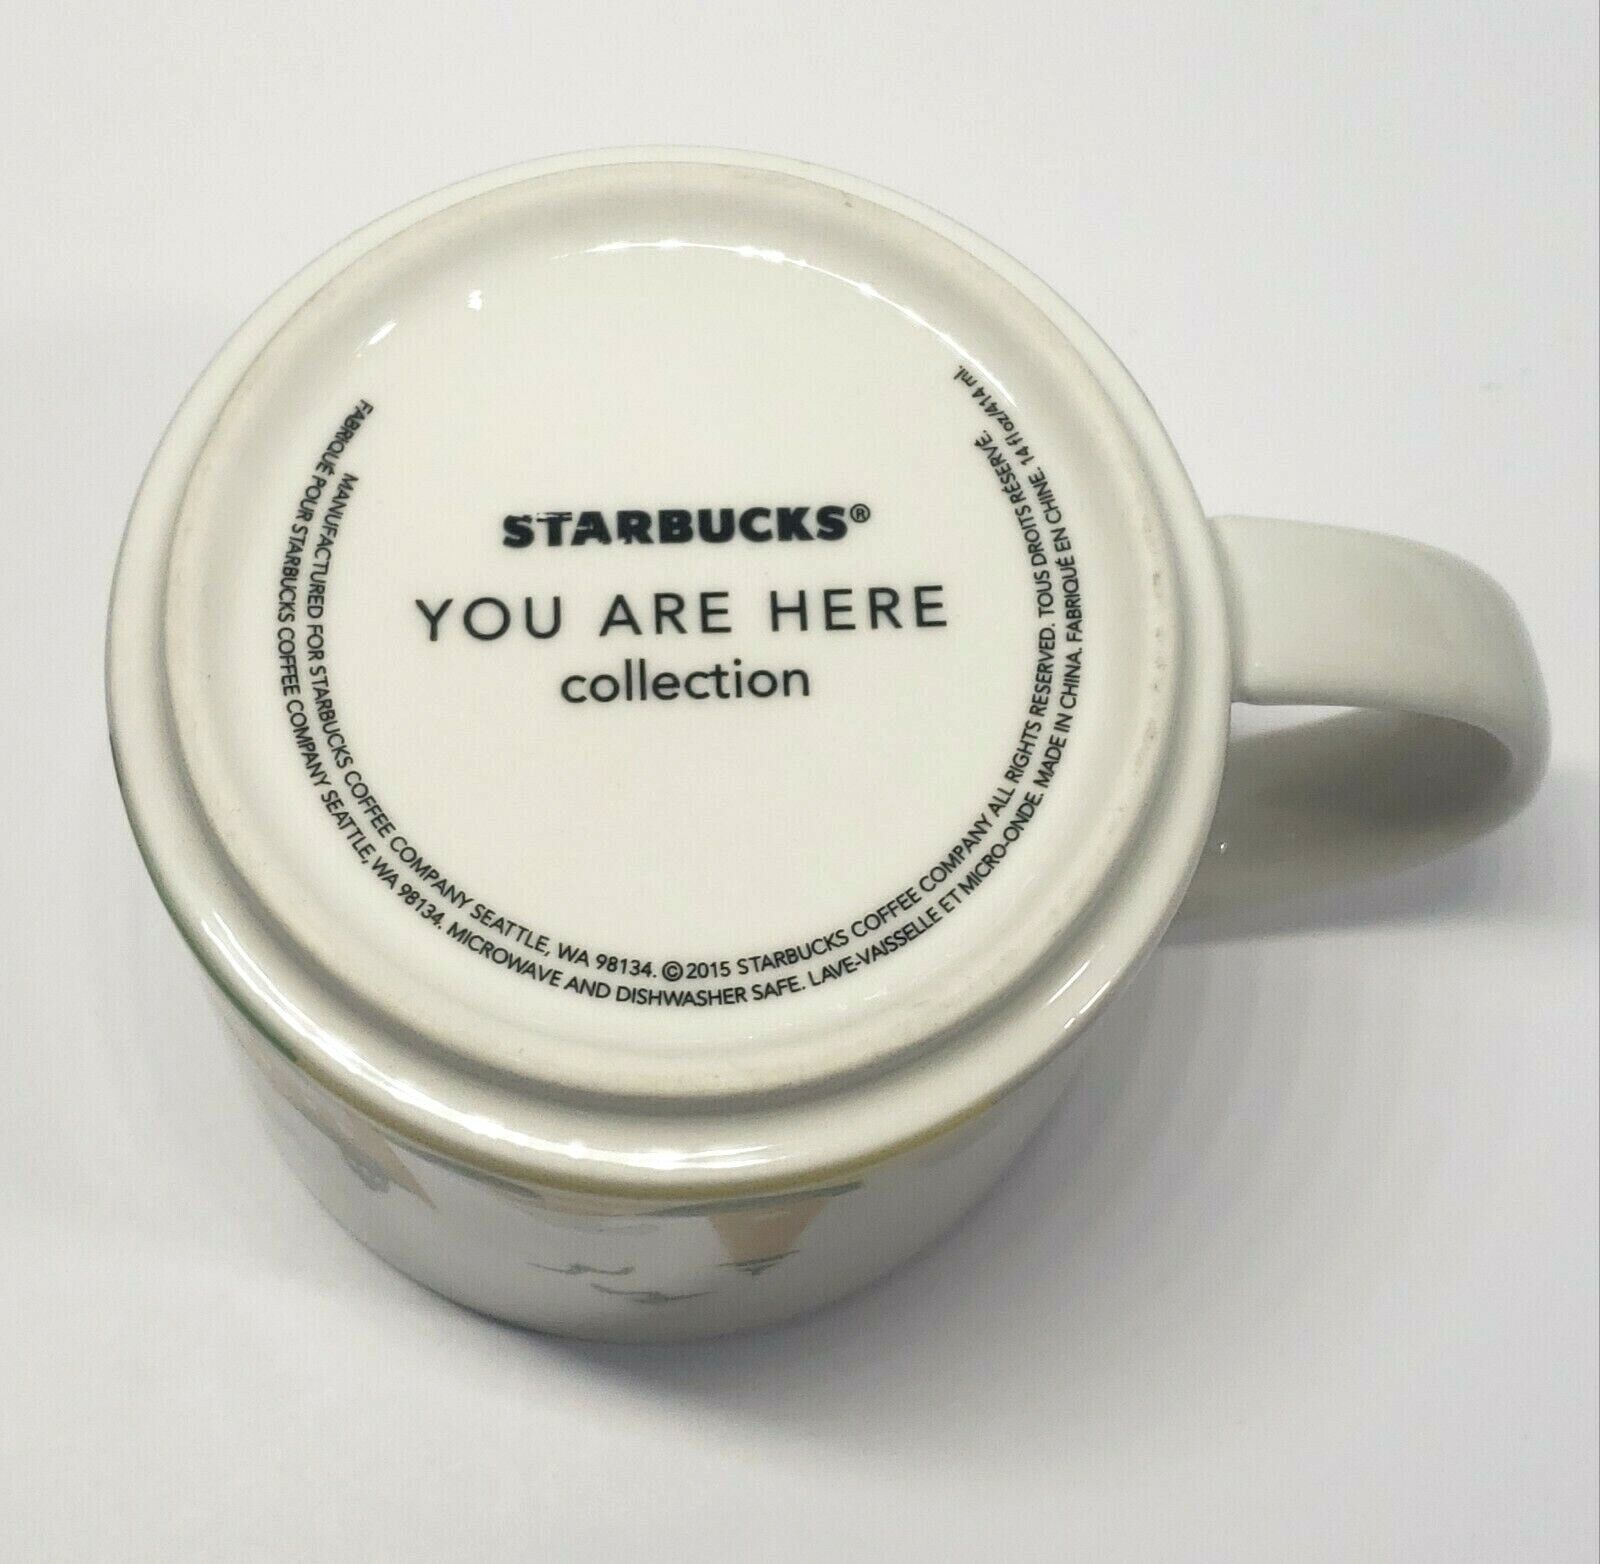 STARBUCKS®
YOU ARE HERE
collection
MANUFACTURED FOR STARBUCKS COFFEE COMPANY SEATTLE, WA 98134. ©2015 STARBUCKS COFFEE COMPANY ALL RIGHTS RESERVED. TOUS DROITS RÉSERVÉ.
FABRIQUÉ POUR STARBUCKS COFFEE COMPANY SEATTLE, WA 98134. MICROWAVE AND DISHWASHER SAFE. LAVE-VAISSELLE ET MICRO-ONDE. MADE IN CHINA. FABRIQUÉ EN CHINE. 14 fl oz/414 ml.